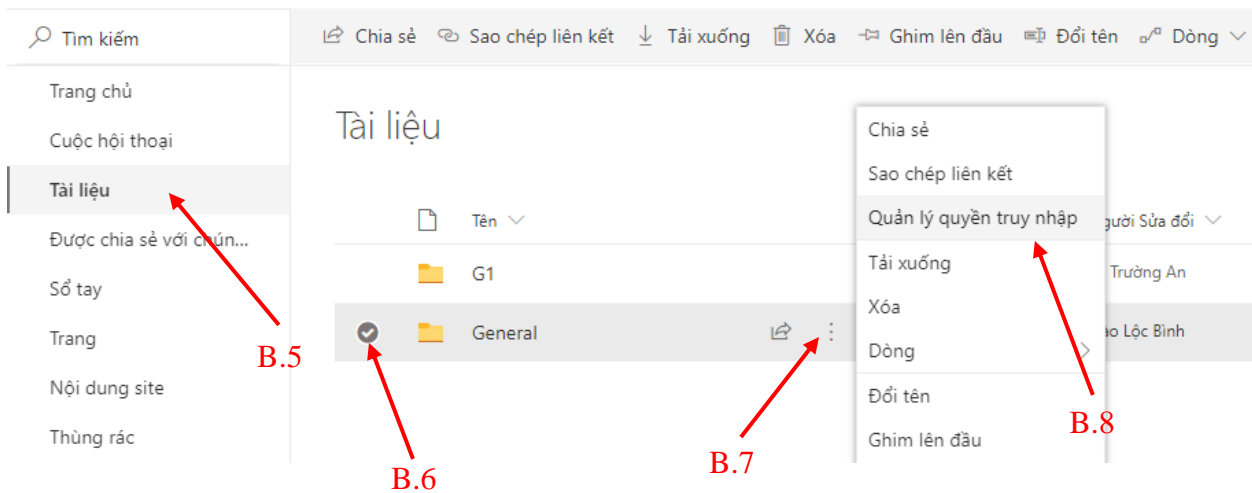 Tìm kiếm
Chia sẻ Sao chép liên kết Tải xuống Xóa Ghim lên đầu Đổi tên Dòng
Trang chủ
Cuộc hội thoại
Tài liệu
Được chia sẻ với chún...
Sổ tay
Trang
Nội dung site
Thùng rác
Tài liệu
Tên
Sửa đổi
G1
Trường An
General
Lộc Bình
Chia sẻ
Sao chép liên kết
Quản lý quyền truy nhập
Tải xuống
Xóa
Dòng
Đổi tên
Ghim lên đầu
B.5
B.6
B.7
B.8